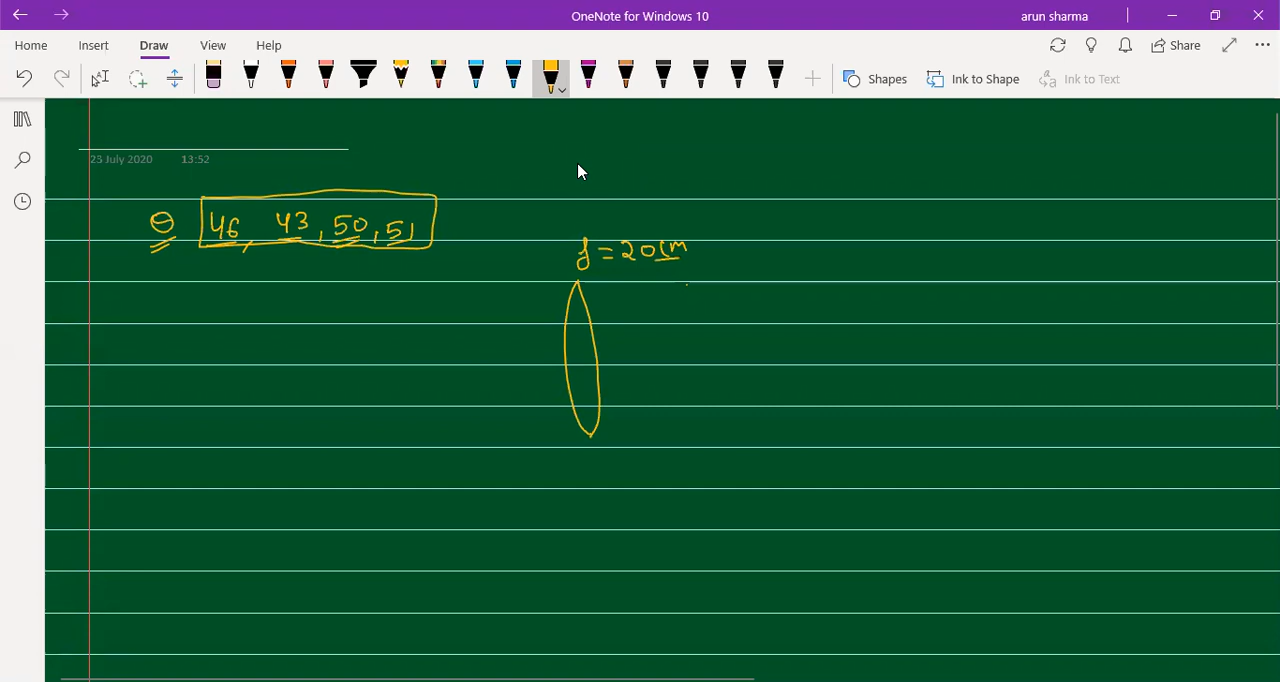 OneNote for Windows 10
arun sharma
Home Insert Draw View Help
Share
Shapes Ink to Shape Ink to Text
23 July 2020 13:52
46, 43, 50, 51
f = 20cm